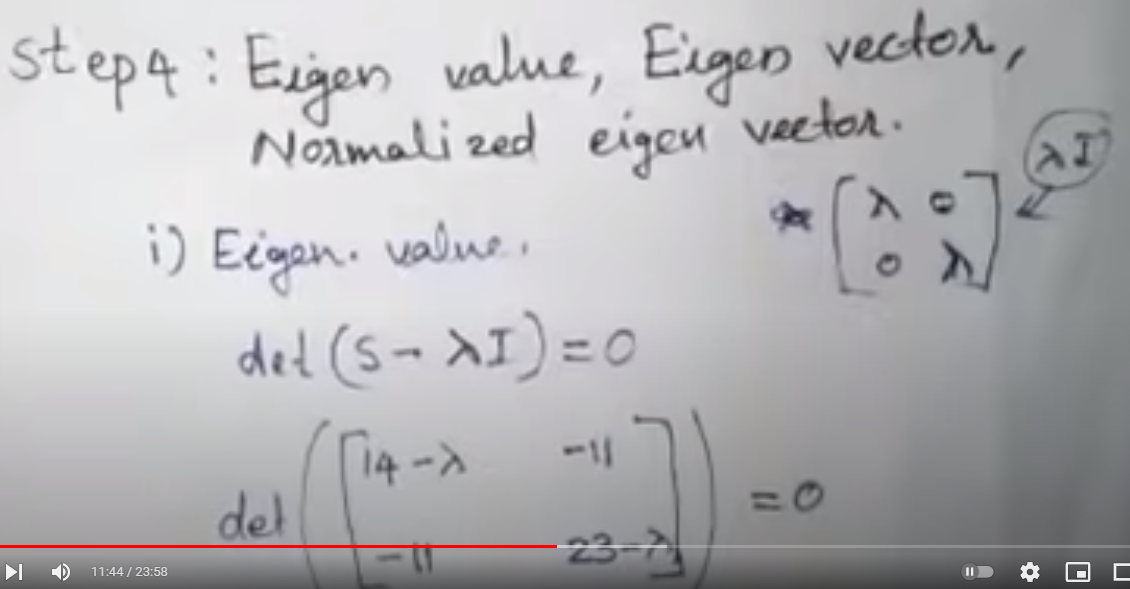 Step4 : Eigen value, Eigen vector,
Normalized eigen vector.
λI
[λ 0
0 λ]
i) Eigen. value.
det (S - λI) = 0
det ([14-λ -11
-11 23-λ]) = 0
11:44 / 23:58